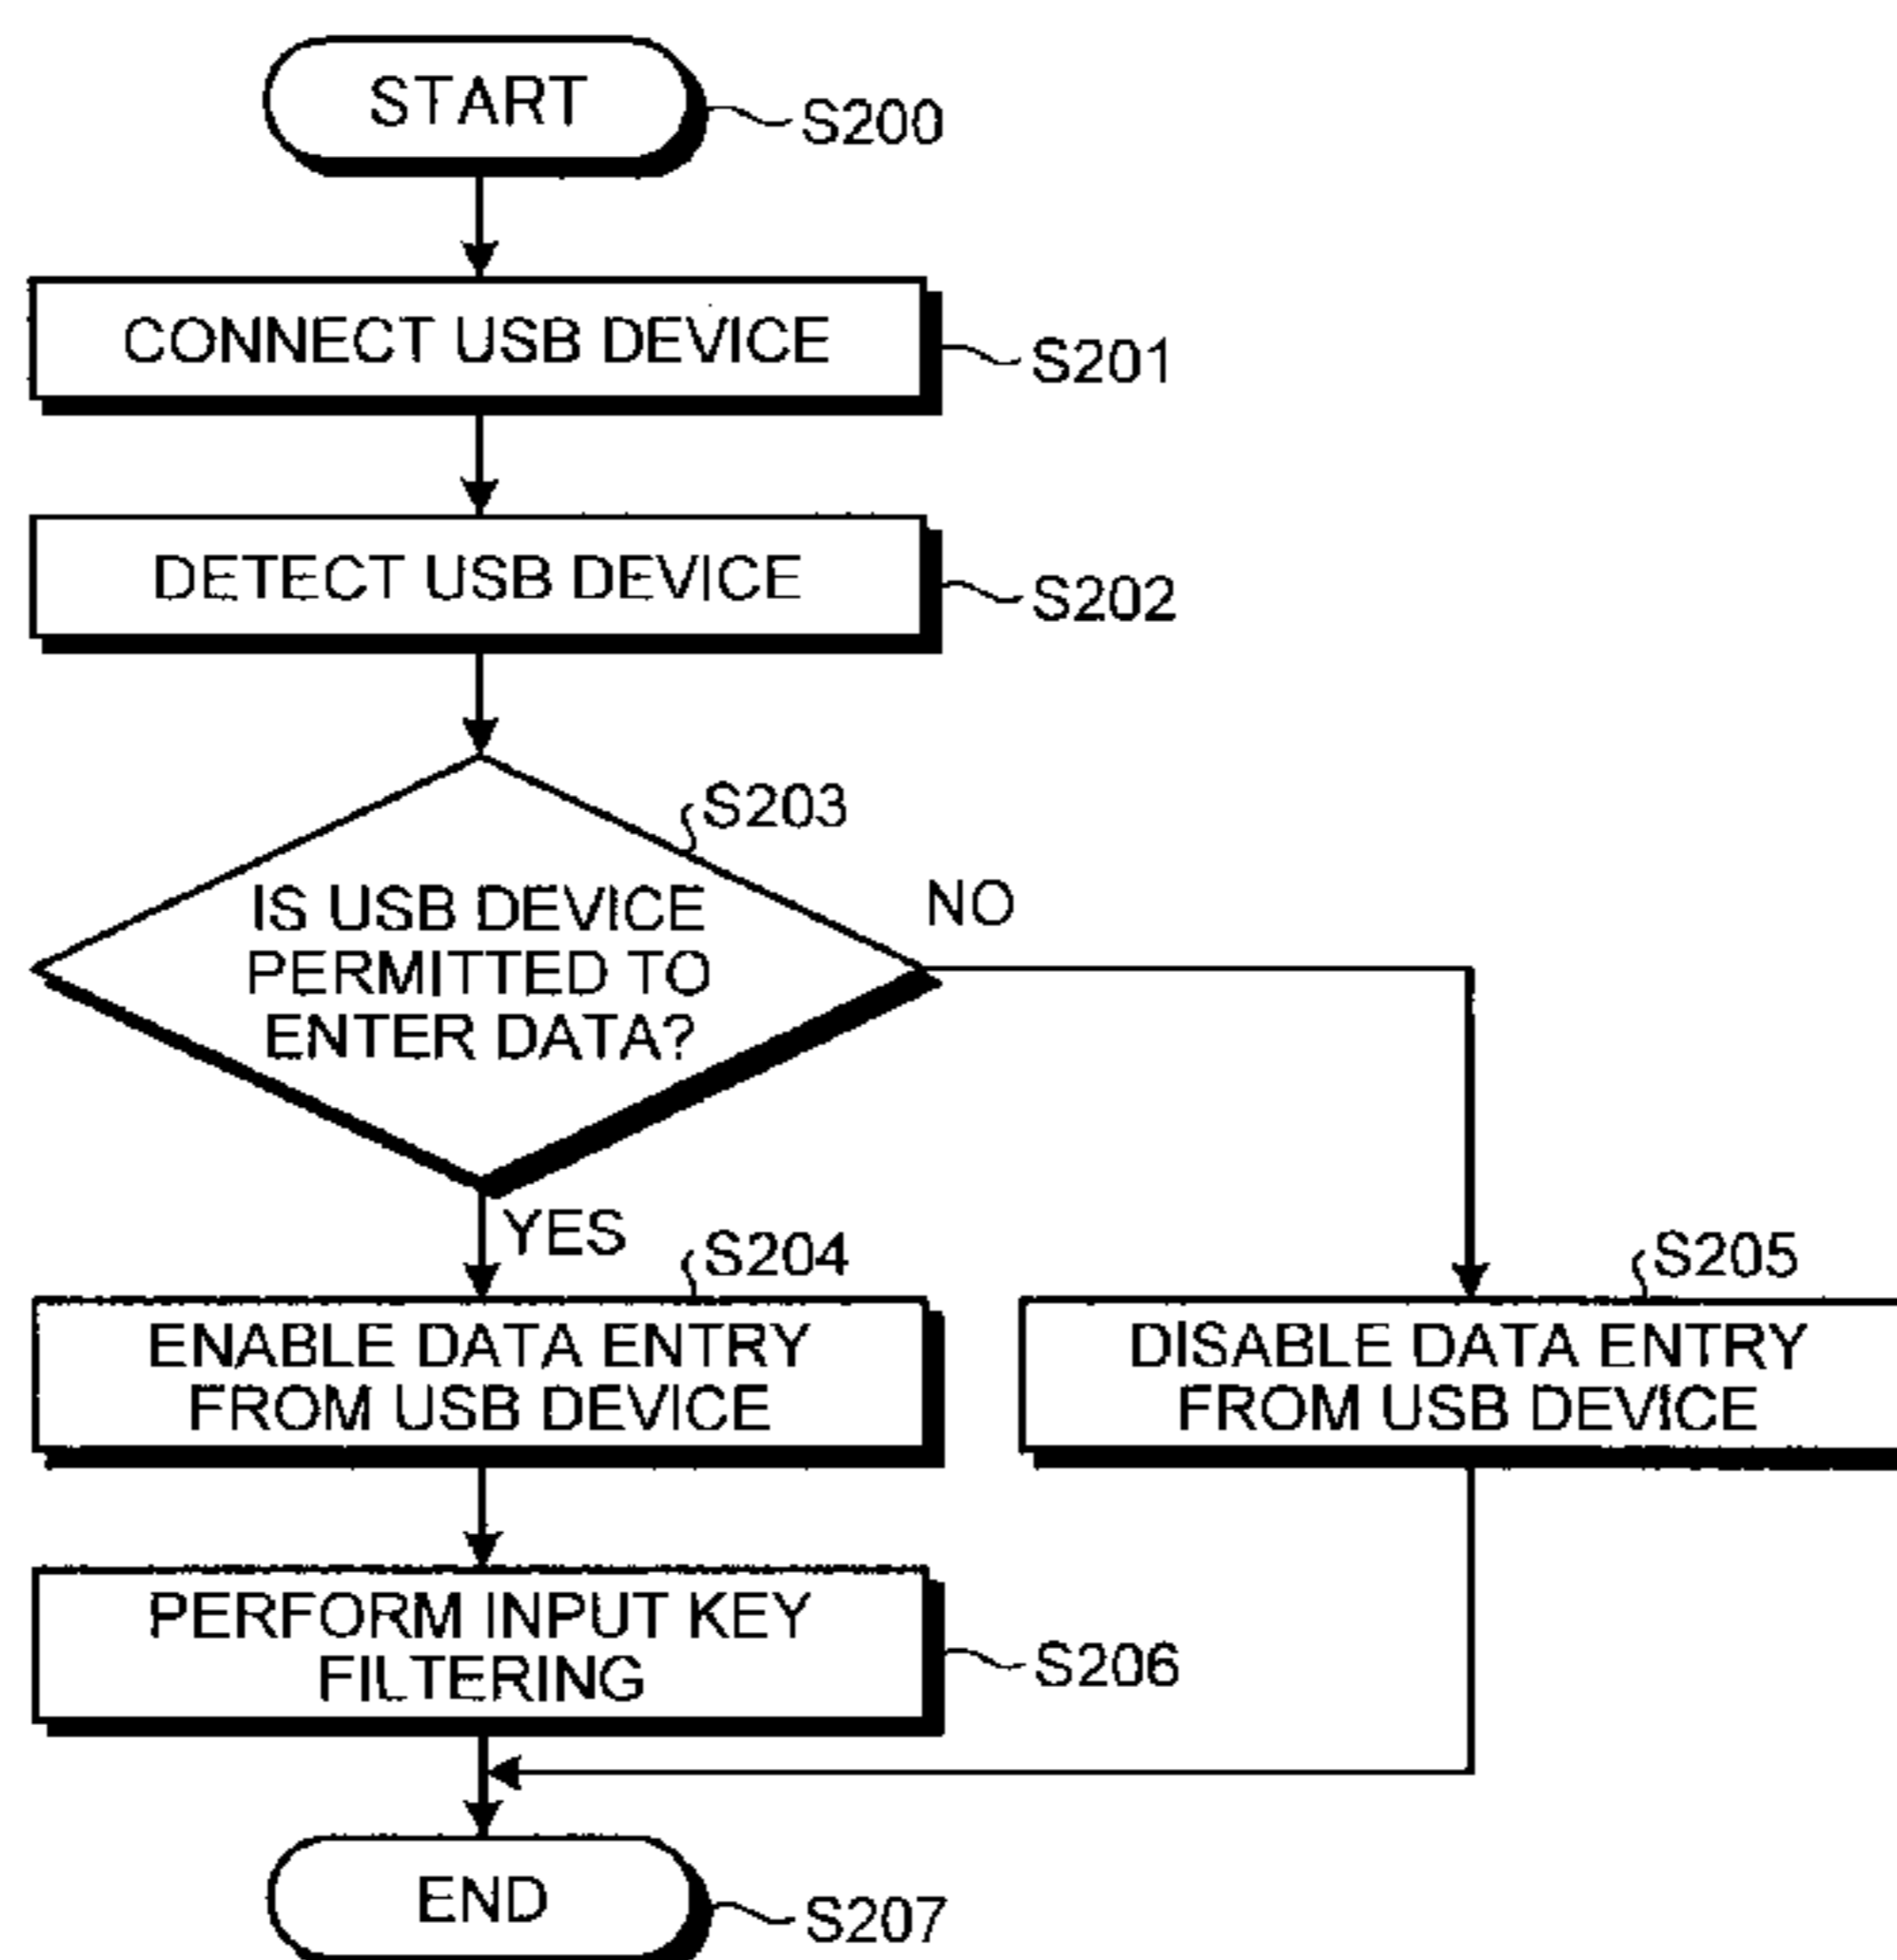 START
S200
CONNECT USB DEVICE
S201
DETECT USB DEVICE
S202
S203
IS USB DEVICE
PERMITTED TO
ENTER DATA?
NO
YES
S204
ENABLE DATA ENTRY
FROM USB DEVICE
S205
DISABLE DATA ENTRY
FROM USB DEVICE
PERFORM INPUT KEY
FILTERING
S206
END
S207